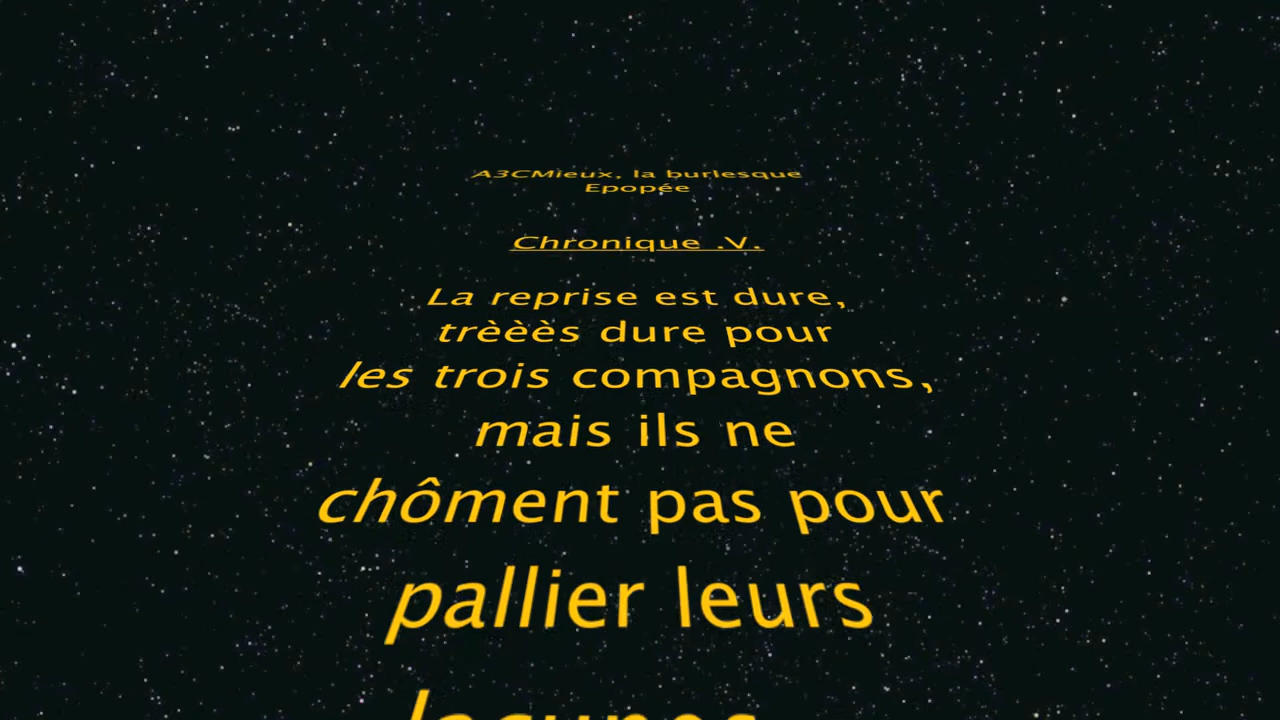 A3CMieux, la burlesque
Epopée
Chronique .V.
La reprise est dure,
trèèès dure pour
les trois compagnons,
mais ils ne
chôment pas pour
pallier leurs
lacunes